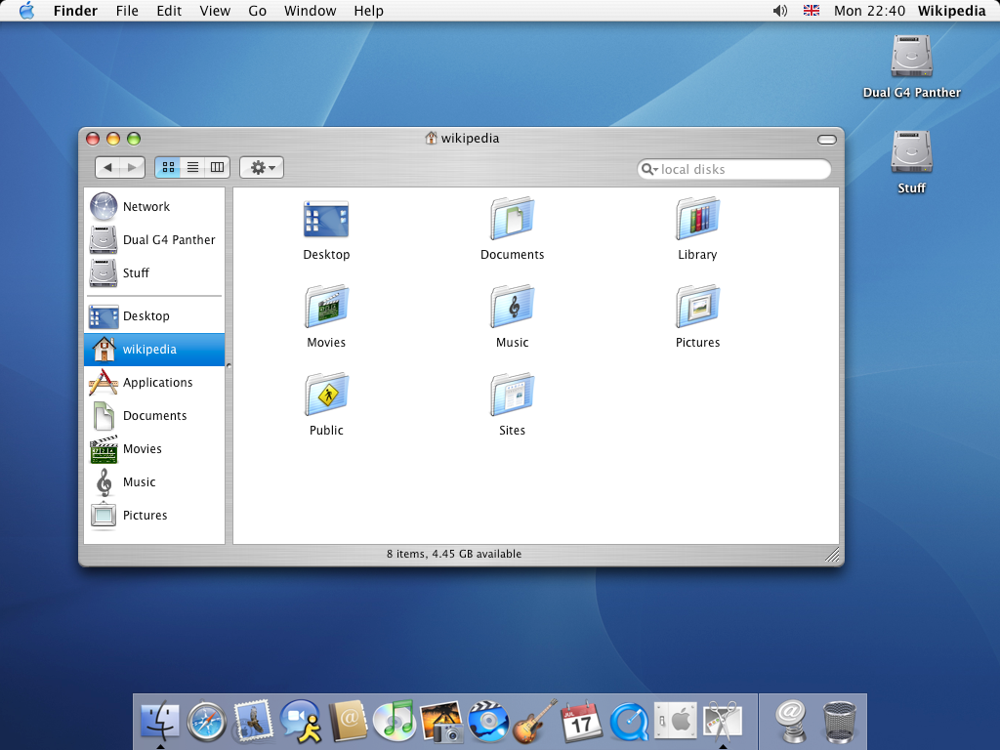 Finder File Edit View Go Window Help Mon 22:40 Wikipedia
Dual G4 Panther
Stuff
wikipedia
local disks
Network
Dual G4 Panther
Stuff
Desktop
wikipedia
Applications
Documents
Movies
Music
Pictures
Desktop Documents Library
Movies Music Pictures
Public Sites
8 items, 4.45 GB available
JUL
17